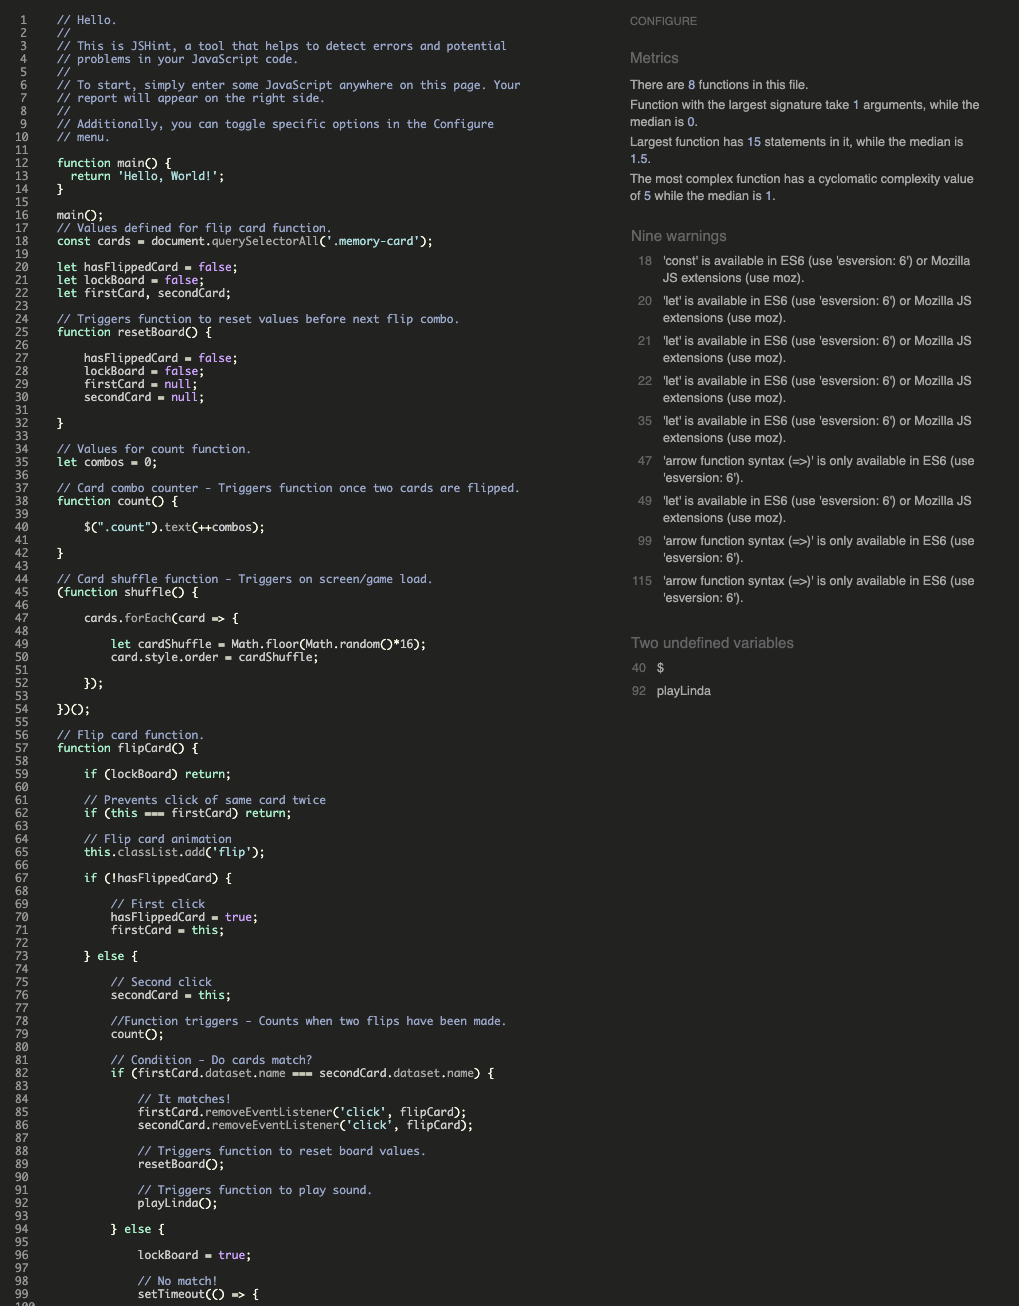 1 // Hello.
2 //
3 // This is JSHint, a tool that helps to detect errors and potential
4 // problems in your JavaScript code.
5 //
6 // To start, simply enter some JavaScript anywhere on this page. Your
7 // report will appear on the right side.
8 //
9 // Additionally, you can toggle specific options in the Configure
10 // menu.
11
12 function main() {
13 return 'Hello, World!';
14 }
15
16 main();
17 // Values defined for flip card function.
18 const cards = document.querySelectorAll('.memory-card');
19
20 let hasFlippedCard = false;
21 let lockBoard = false;
22 let firstCard, secondCard;
23
24 // Triggers function to reset values before next flip combo.
25 function resetBoard() {
26
27 hasFlippedCard = false;
28 lockBoard = false;
29 firstCard = null;
30 secondCard = null;
31
32 }
33
34 // Values for count function.
35 let combos = 0;
36
37 // Card combo counter - Triggers function once two cards are flipped.
38 function count() {
39
40 $(".count").text(++combos);
41
42 }
43
44 // Card shuffle function - Triggers on screen/game load.
45 (function shuffle() {
46
47 cards.forEach(card => {
48
49 let cardShuffle = Math.floor(Math.random()*16);
50 card.style.order = cardShuffle;
51
52 });
53
54 })();
55
56 // Flip card function.
57 function flipCard() {
58
59 if (lockBoard) return;
60
61 // Prevents click of same card twice
62 if (this === firstCard) return;
63
64 // Flip card animation
65 this.classList.add('flip');
66
67 if (!hasFlippedCard) {
68
69 // First click
70 hasFlippedCard = true;
71 firstCard = this;
72
73 } else {
74
75 // Second click
76 secondCard = this;
77
78 //Function triggers - Counts when two flips have been made.
79 count();
80
81 // Condition - Do cards match?
82 if (firstCard.dataset.name === secondCard.dataset.name) {
83
84 // It matches!
85 firstCard.removeEventListener('click', flipCard);
86 secondCard.removeEventListener('click', flipCard);
87
88 // Triggers function to reset board values.
89 resetBoard();
90
91 // Triggers function to play sound.
92 playLinda();
93
94 } else {
95
96 lockBoard = true;
97
98 // No match!
99 setTimeout(() => {
100
CONFIGURE
Metrics
There are 8 functions in this file.
Function with the largest signature take 1 arguments, while the
median is 0.
Largest function has 15 statements in it, while the median is
1.5.
The most complex function has a cyclomatic complexity value
of 5 while the median is 1.
Nine warnings
18 'const' is available in ES6 (use 'esversion: 6') or Mozilla
JS extensions (use moz).
20 'let' is available in ES6 (use 'esversion: 6') or Mozilla JS
extensions (use moz).
21 'let' is available in ES6 (use 'esversion: 6') or Mozilla JS
extensions (use moz).
22 'let' is available in ES6 (use 'esversion: 6') or Mozilla JS
extensions (use moz).
35 'let' is available in ES6 (use 'esversion: 6') or Mozilla JS
extensions (use moz).
47 'arrow function syntax (=>)' is only available in ES6 (use
'esversion: 6').
49 'let' is available in ES6 (use 'esversion: 6') or Mozilla JS
extensions (use moz).
99 'arrow function syntax (=>)' is only available in ES6 (use
'esversion: 6').
115 'arrow function syntax (=>)' is only available in ES6 (use
'esversion: 6').
Two undefined variables
40 $
92 playLinda